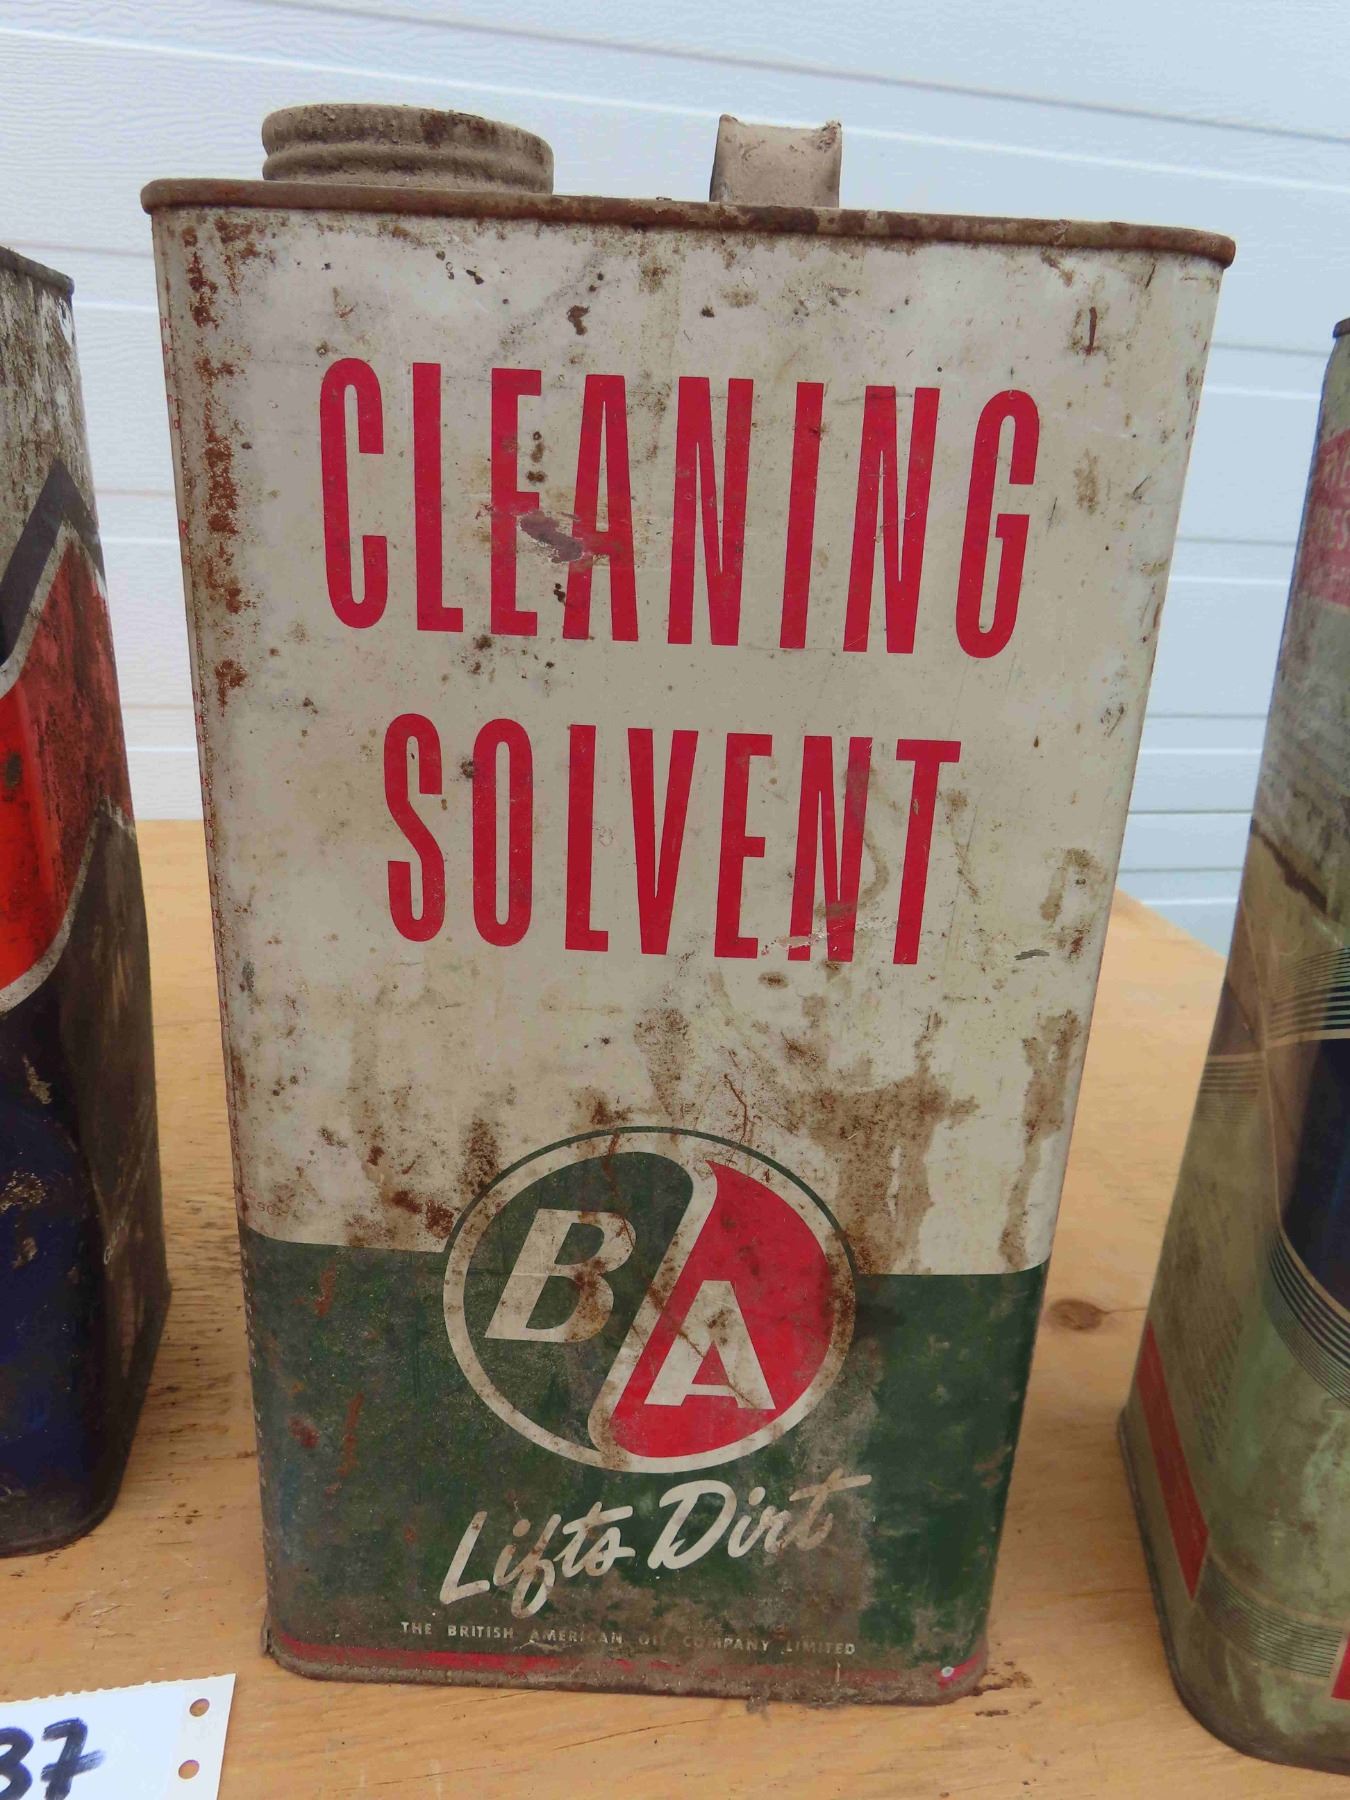 CLEANING
SOLVENT
BA
Lifts Dirt
THE BRITISH AMERICAN OIL COMPANY LIMITED
37